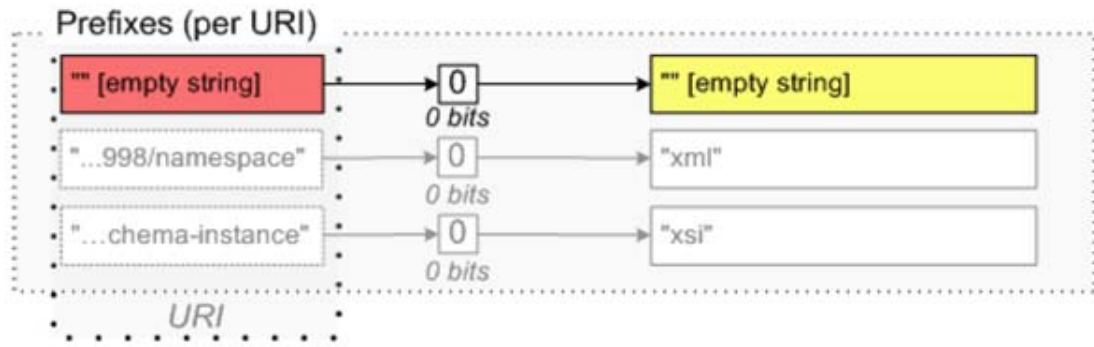 Prefixes (per URI)
"" [empty string] 0 "" [empty string]
0 bits
"...998/namespace" 0 "xml"
0 bits
"...chema-instance" 0 "xsi"
0 bits
URI